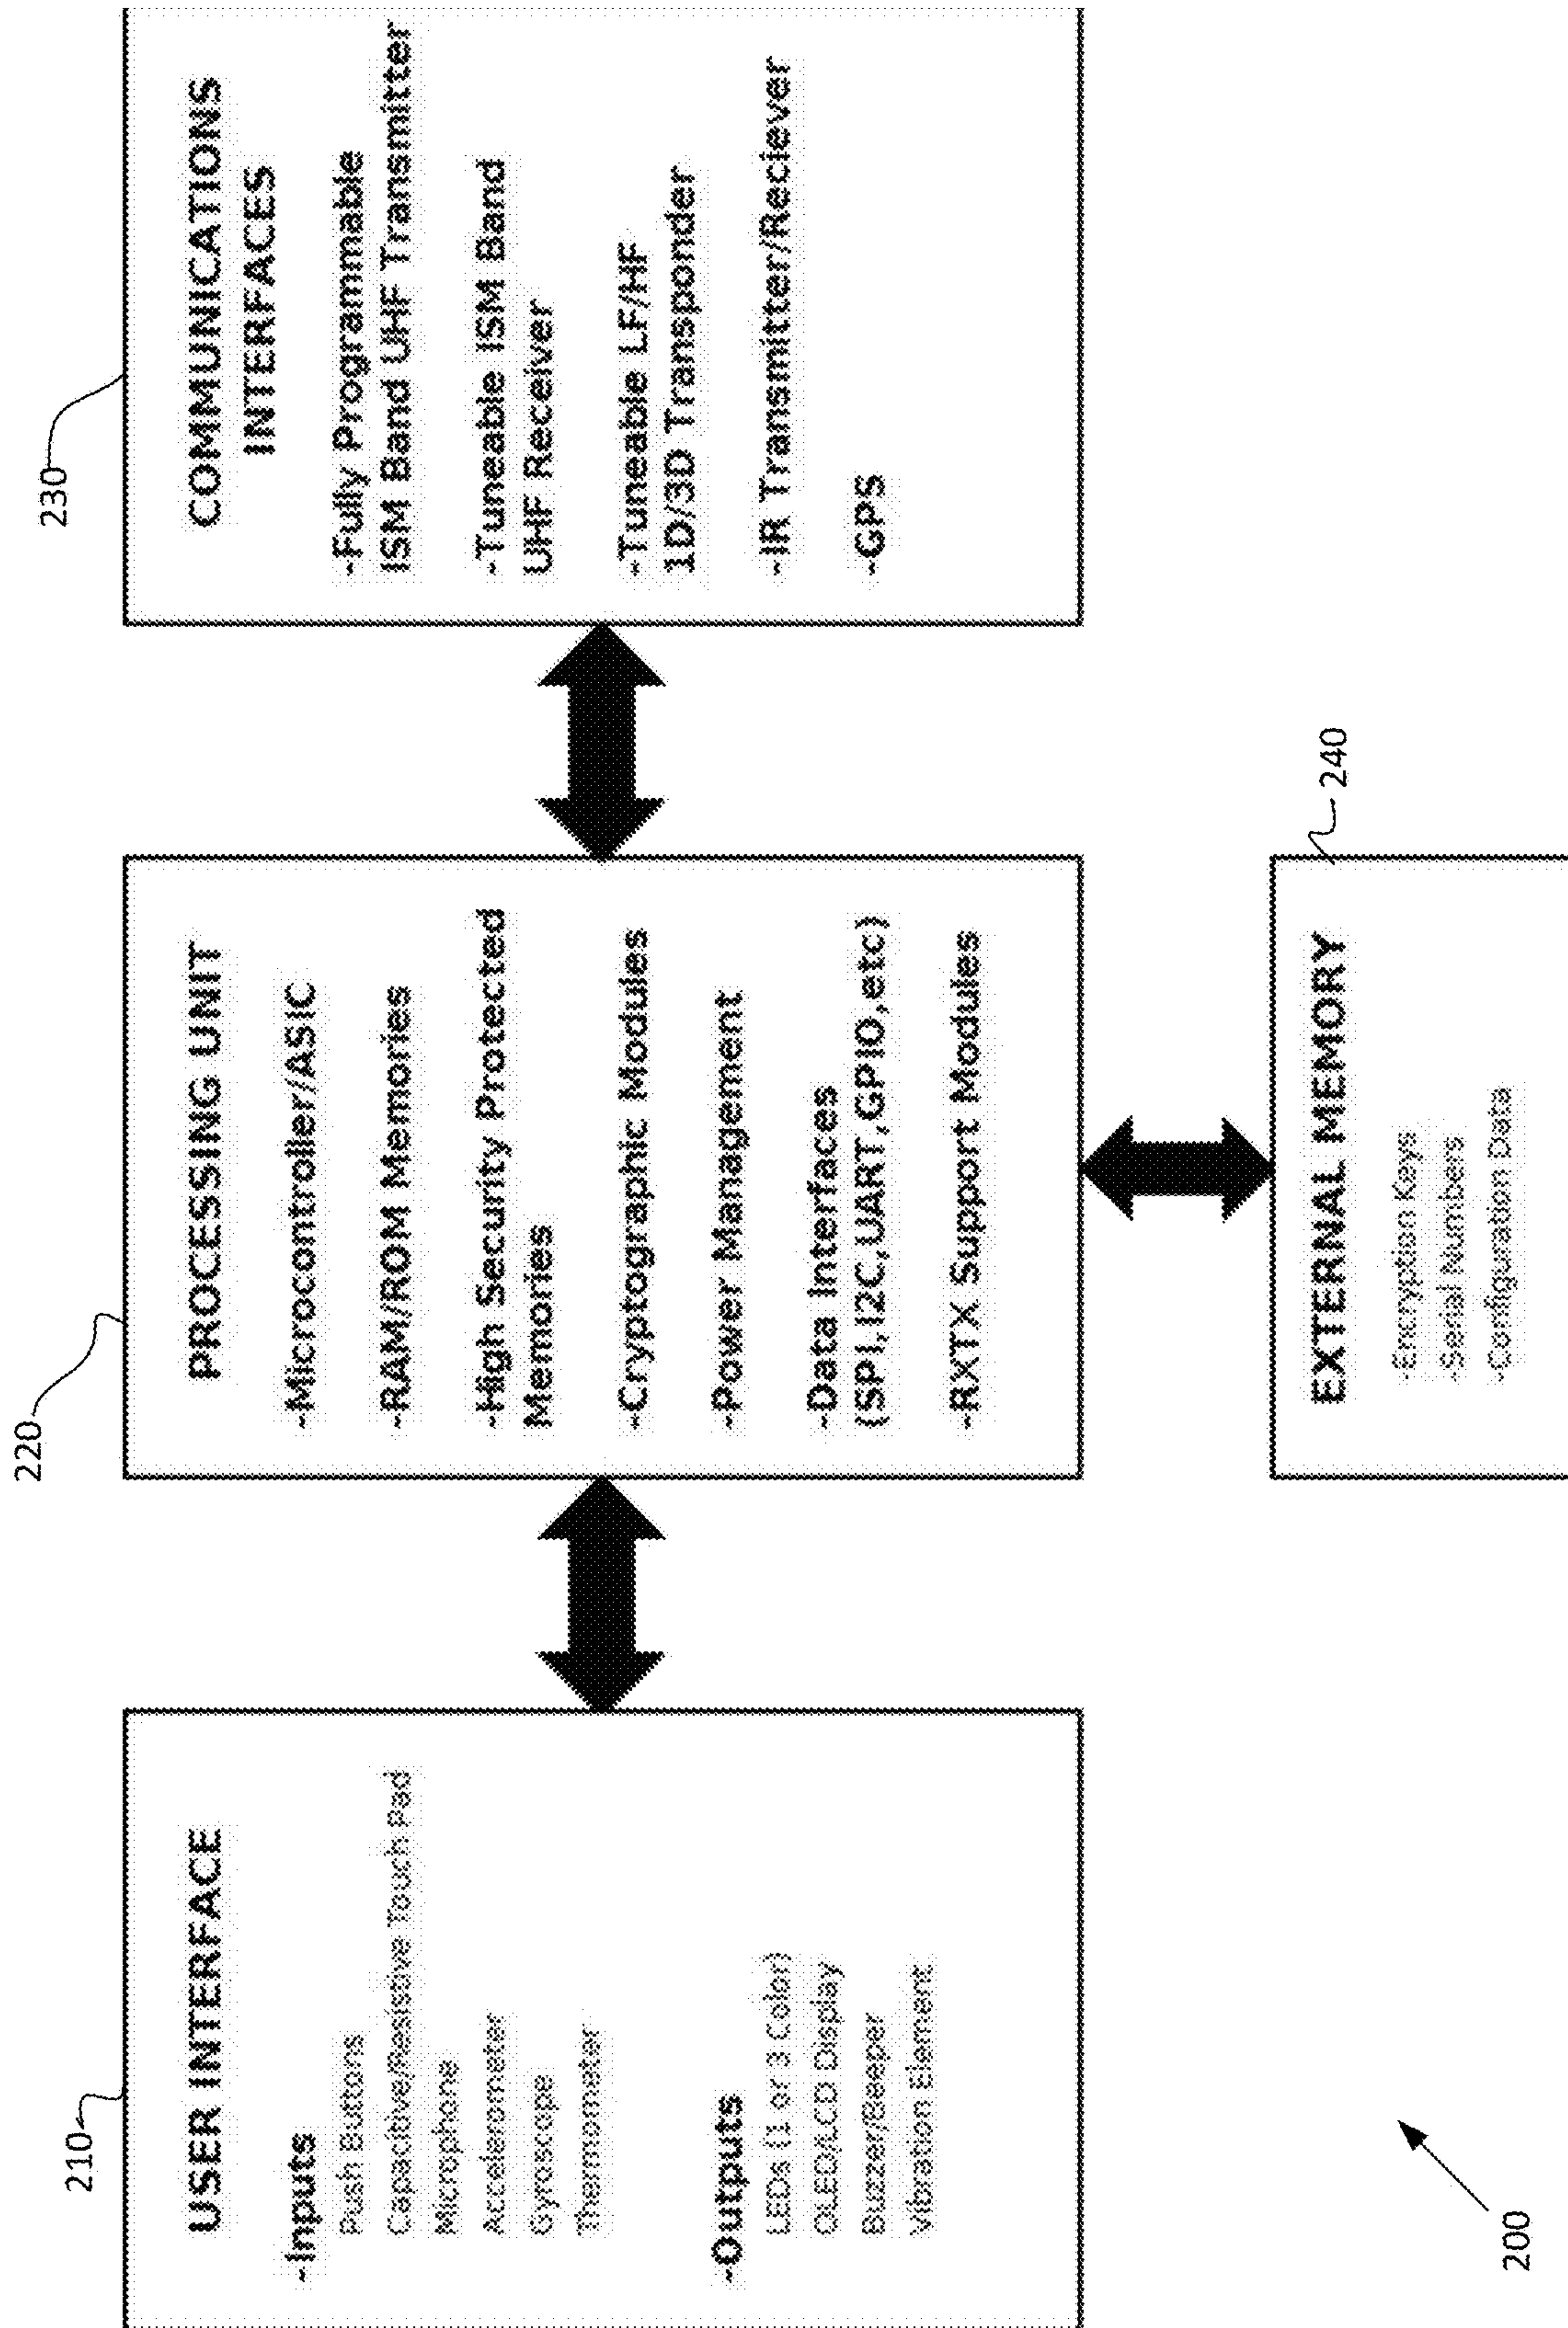 210
USER INTERFACE
-Inputs
Push Buttons
Capacitive/Resistive Touch Pad
Microphone
Accelerometer
Gyroscope
Thermometer
-Outputs
LEDs (1 or 3 Color)
OLED/LCD Display
Buzzer/Beeper
Vibration Element
220
PROCESSING UNIT
-Microcontroller/ASIC
-RAM/ROM Memories
-High Security Protected
Memories
-Cryptographic Modules
-Power Management
-Data Interfaces
(SPI,I2C,UART,GPIO,etc)
-RXTX Support Modules
230
COMMUNICATIONS
INTERFACES
-Fully Programmable
ISM Band UHF Transmitter
-Tuneable ISM Band
UHF Receiver
-Tuneable LF/HF
1D/3D Transponder
-IR Transmitter/Reciever
-GPS
240
EXTERNAL MEMORY
-Encryption Keys
-Serial Numbers
-Configuration Data
200